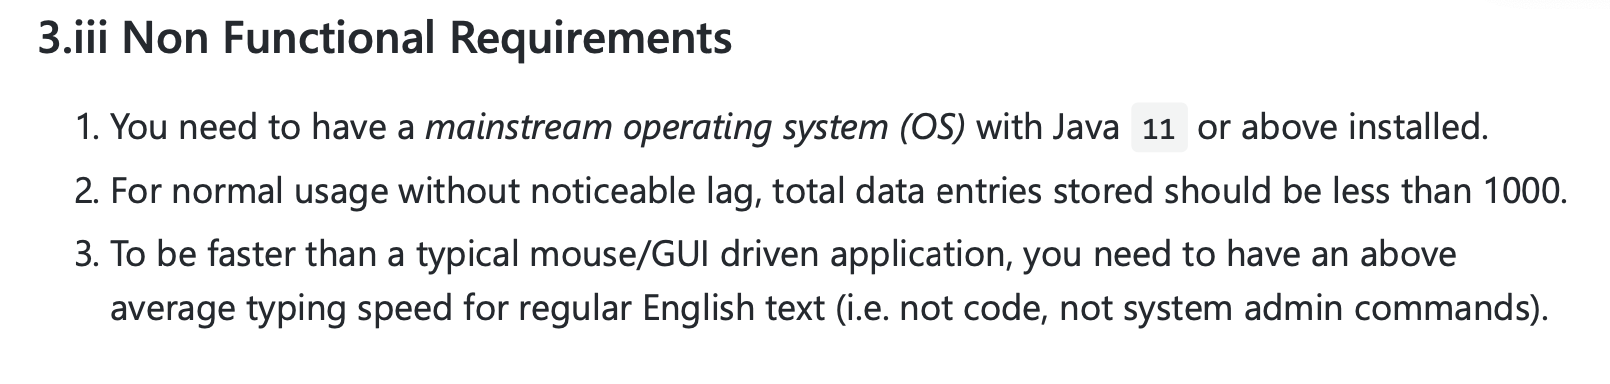 3.iii Non Functional Requirements
1. You need to have a mainstream operating system (OS) with Java 11 or above installed.
2. For normal usage without noticeable lag, total data entries stored should be less than 1000.
3. To be faster than a typical mouse/GUI driven application, you need to have an above
average typing speed for regular English text (i.e. not code, not system admin commands).